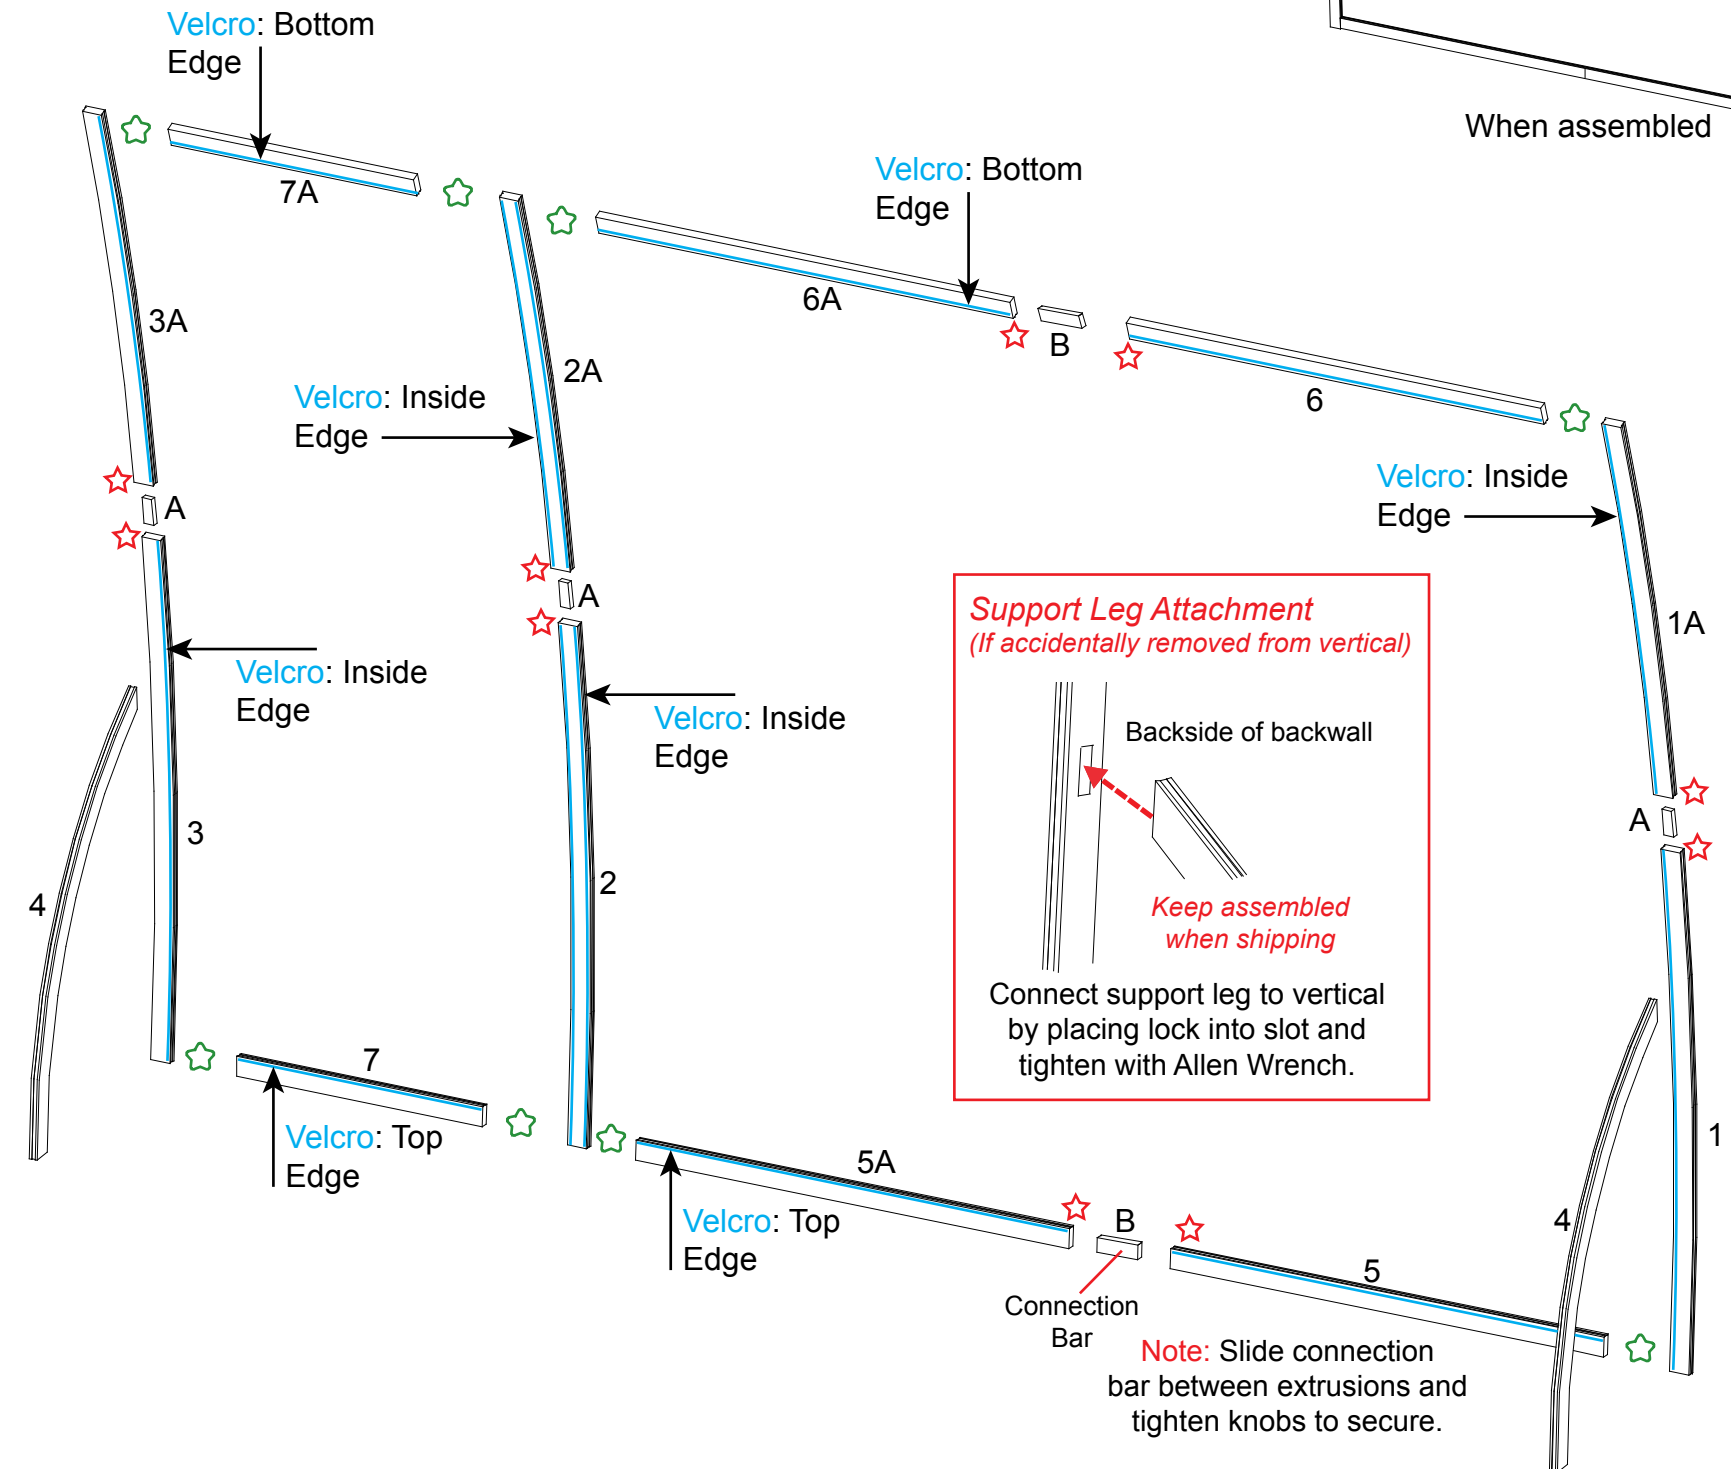 Velcro: Bottom
Edge
When assembled
7A
Velcro: Bottom
Edge
6A
B
3A
2A
6
Velcro: Inside
Edge
Velcro: Inside
Edge
A
A
1A
Support Leg Attachment
(If accidentally removed from vertical)
Backside of backwall
Keep assembled
when shipping
Connect support leg to vertical
by placing lock into slot and
tighten with Allen Wrench.
Velcro: Inside
Edge
Velcro: Inside
Edge
A
3
2
4
7
Velcro: Top
Edge
5A
Velcro: Top
Edge
B
Connection
Bar
5
4
1
Note: Slide connection
bar between extrusions and
tighten knobs to secure.